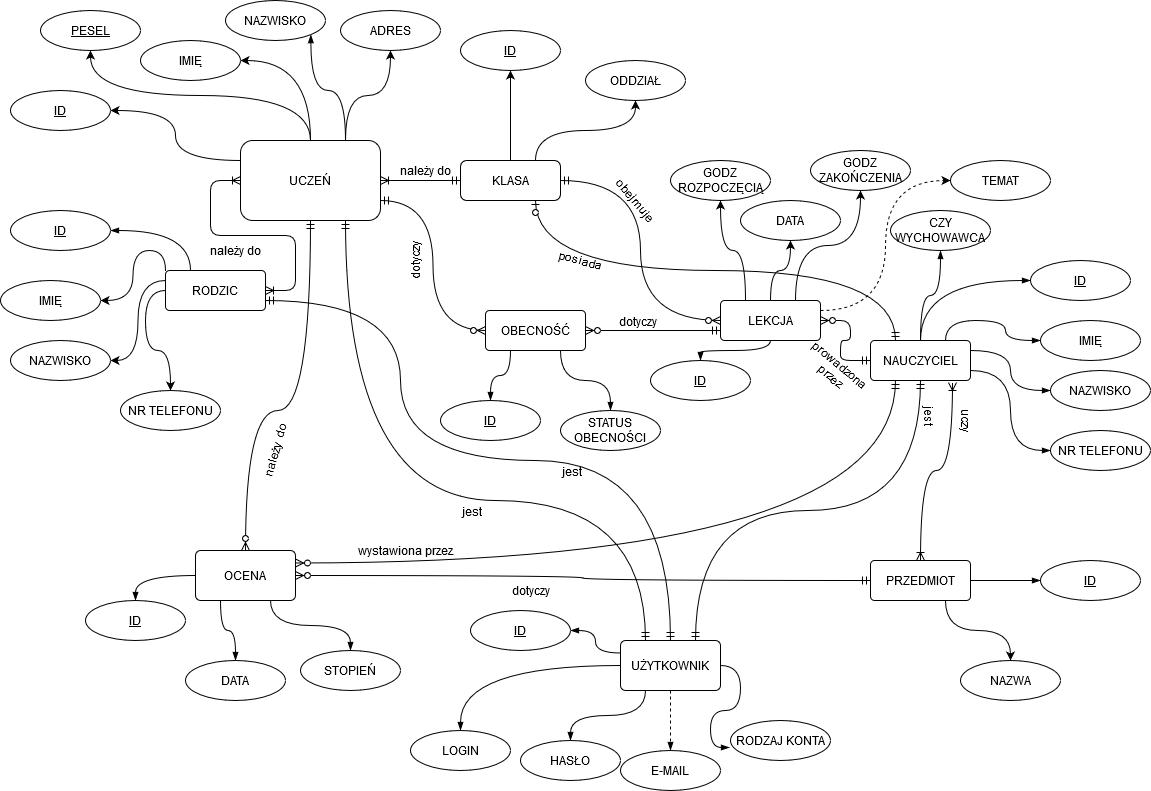 PESEL
NAZWISKO
ADRES
IMIĘ
ID
ID
ODDZIAŁ
UCZEŃ
należy do
KLASA
obejmuje
GODZ
ROZPOCZĘCIĄ
GODZ
ZAKOŃCZENIA
TEMAT
DATA
CZY
WYCHOWAWCA
ID
należy do
dotyczy
posiada
ID
IMIĘ
RODZIC
OBECNOŚĆ
dotyczy
LEKCJA
IMIĘ
NAZWISKO
prowadzona
przez
NAUCZYCIEL
ID
NAZWISKO
NR TELEFONU
ID
STATUS
OBECNOŚCI
jest
uczy
NR TELEFONU
należy do
jest
jest
wystawiona przez
OCENA
dotyczy
PRZEDMIOT
ID
ID
ID
DATA
STOPIEŃ
UŻYTKOWNIK
NAZWA
LOGIN
HASŁO
E-MAIL
RODZAJ KONTA